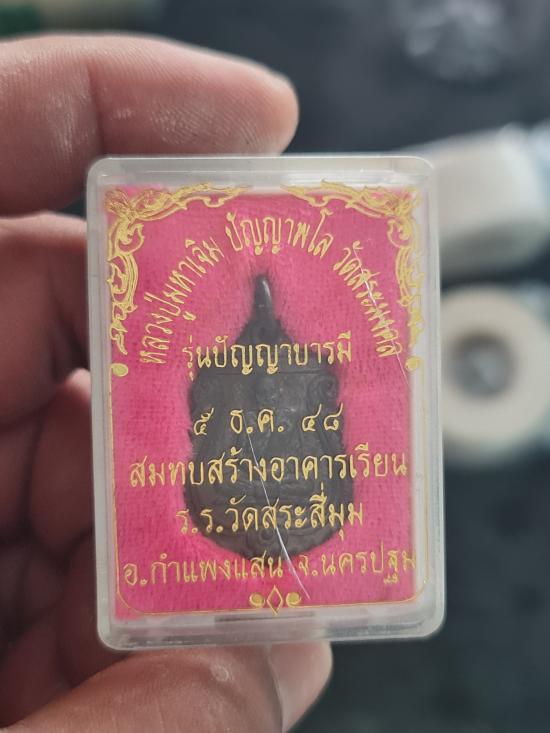 หลวงปู่มหาเจิม ปัญญาพโล วัดสระมงคล
รุ่นปัญญาบารมี
๕ ธ.ค. ๔๘
สมทบสร้างอาคารเรียน
ร.ร.วัดสระสี่มุม
อ.กำแพงแสน จ.นครปฐม